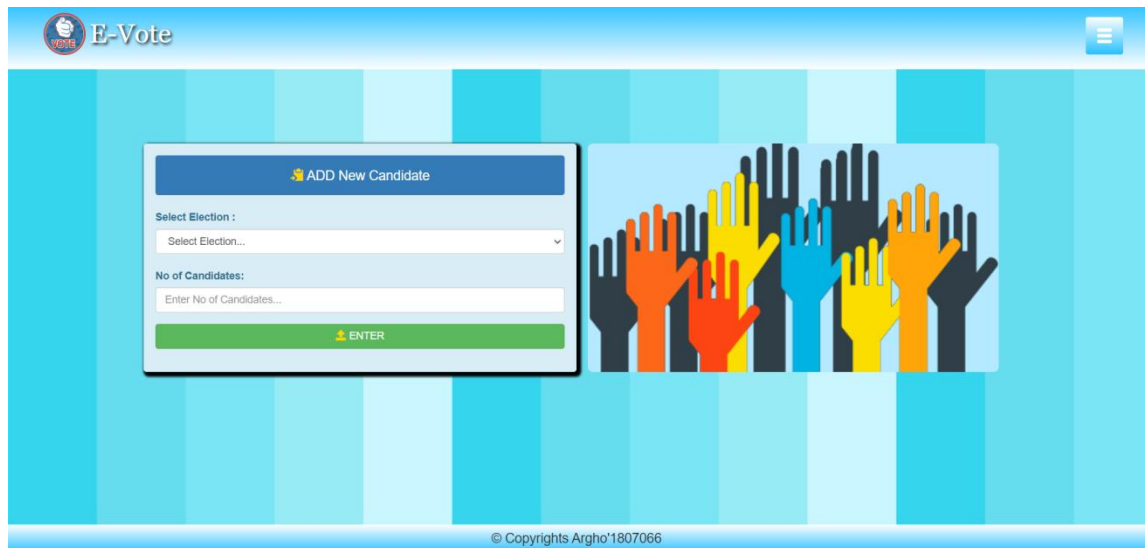 VOTE
E-Vote
ADD New Candidate
Select Election :
Select Election...
No of Candidates:
Enter No of Candidates...
ENTER
© Copyrights Argho'1807066